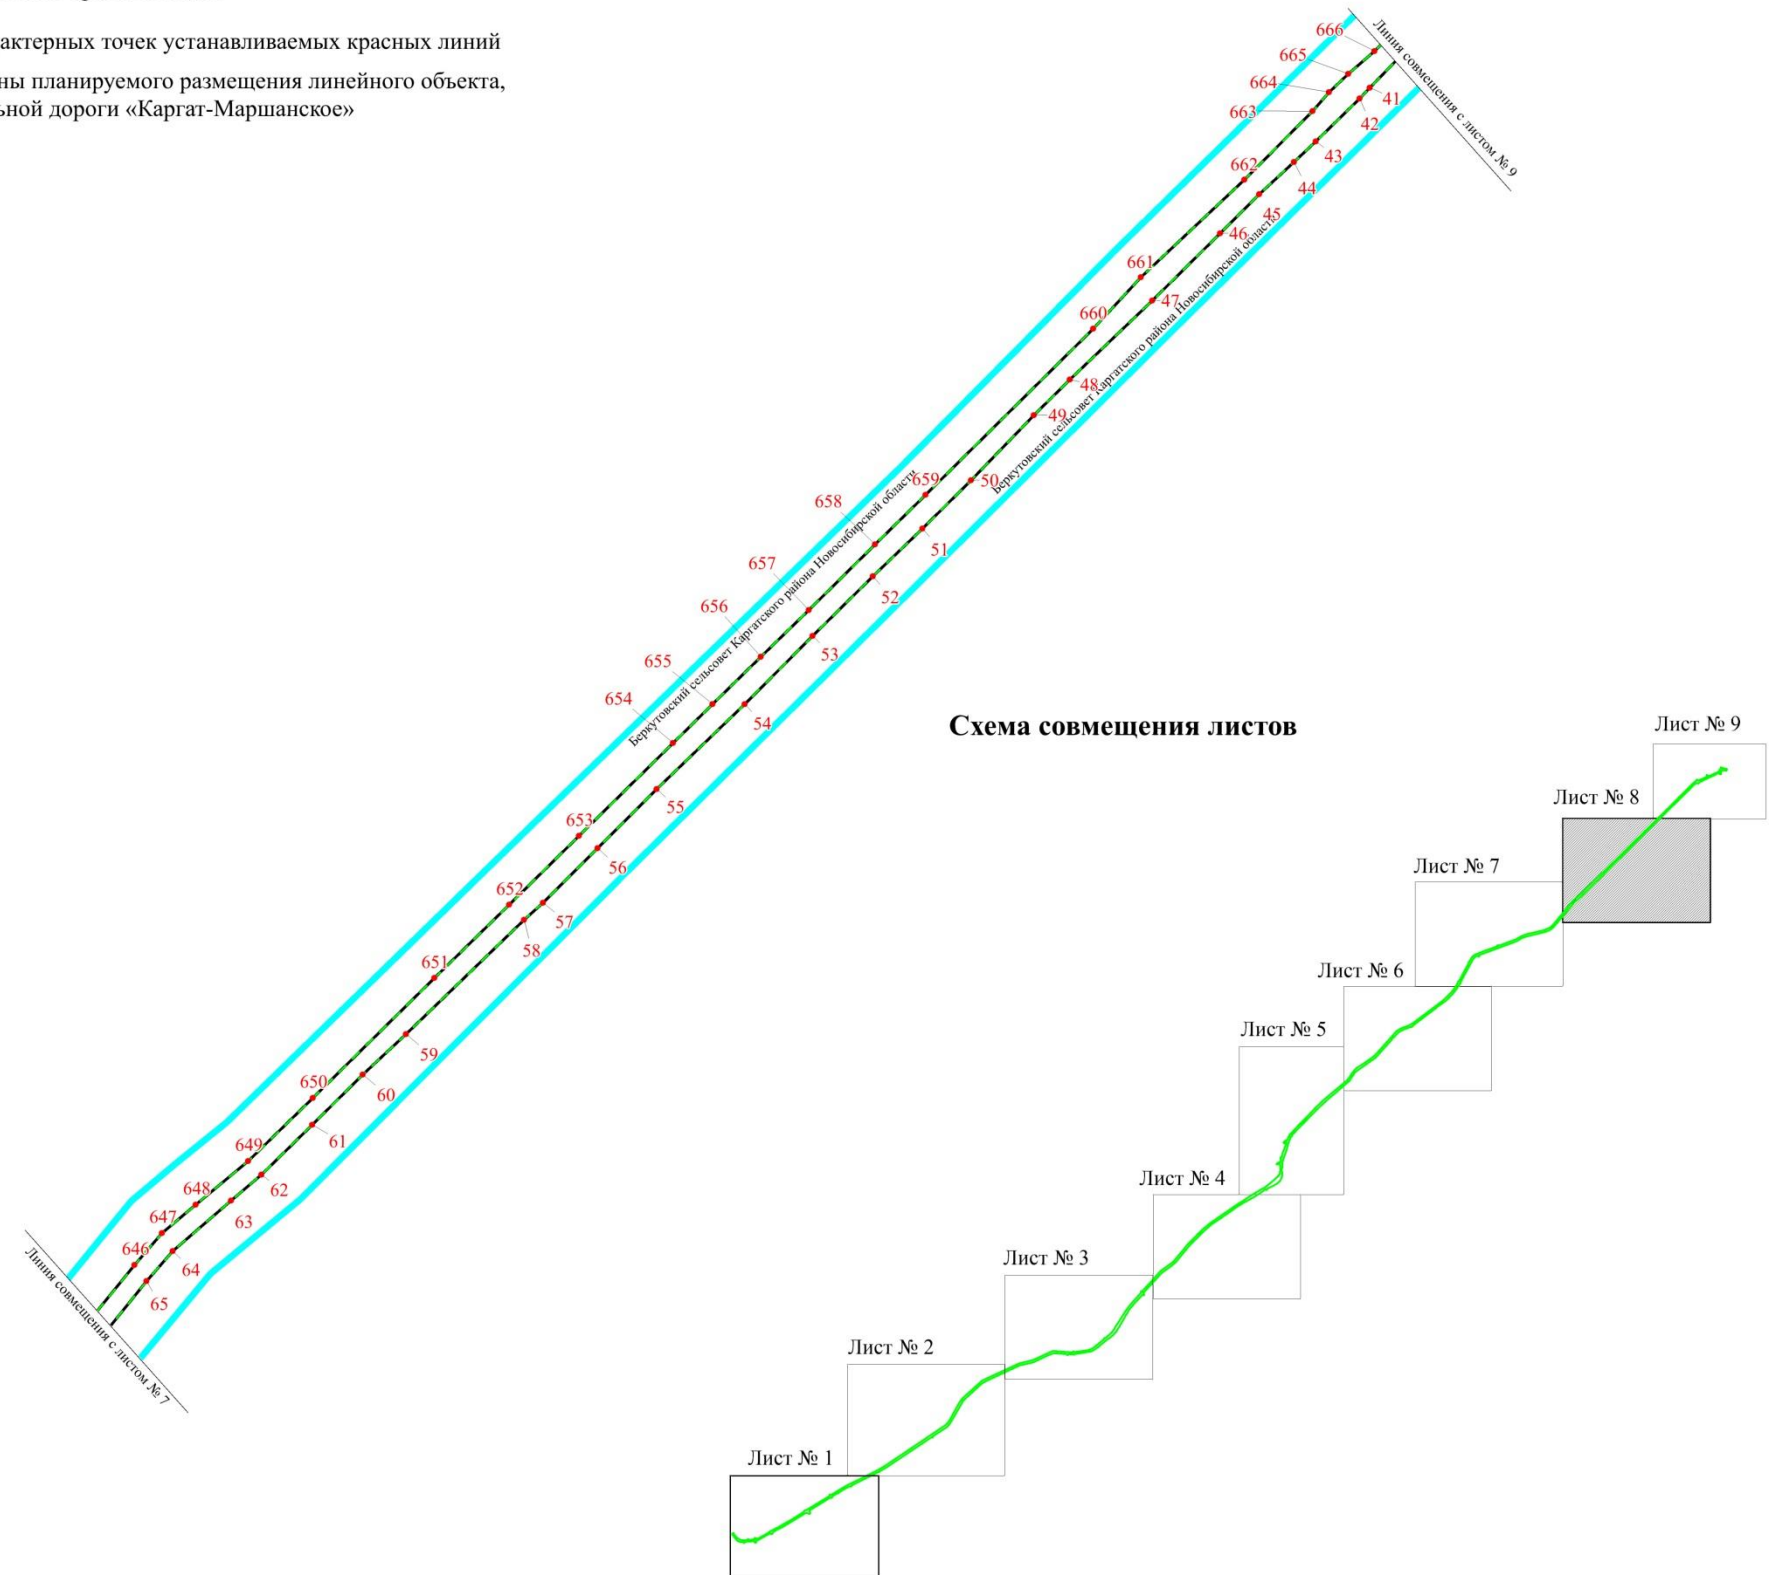 актерных точек устанавливаемых красных линий
ны планируемого размещения линейного объекта,
ьной дороги «Каргат-Маршанское»
Линия совмещения с листом № 9
666
665
664
663
662
661
660
659
658
657
656
655
654
653
652
651
650
649
648
647
646
41
42
43
44
45
46
47
48
49
50
51
52
53
54
55
56
57
58
59
60
61
62
63
64
65
Беркутовский сельсовет Каргатского района Новосибирской области
Беркутовский сельсовет Каргатского района Новосибирской области
Линия совмещения с листом № 7
Схема совмещения листов
Лист № 9
Лист № 8
Лист № 7
Лист № 6
Лист № 5
Лист № 4
Лист № 3
Лист № 2
Лист № 1